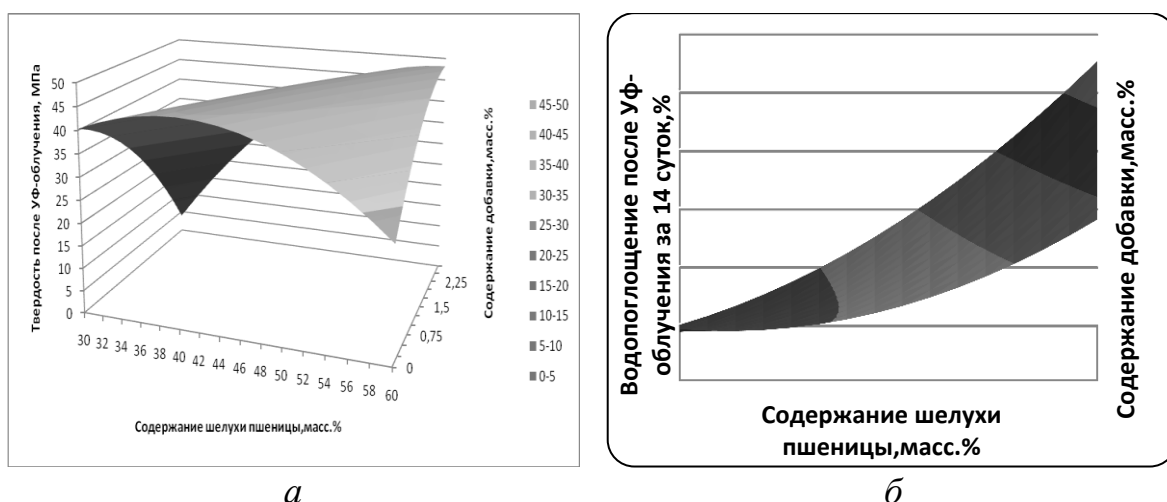 Твердость после УФ-облучения, МПа
50
45
40
35
30
25
20
15
10
5
0
30 32 34 36 38 40 42 44 46 48 50 52 54 56 58 60
Содержание шелухи пшеницы,масс.%
0
0,75
1,5
2,25
Содержание добавки,масс.%
45-50
40-45
35-40
30-35
25-30
20-25
15-20
10-15
5-10
0-5
а
Водопоглощение после Уф-
облучения за 14 суток,%
Содержание шелухи
пшеницы,масс.%
Содержание добавки,масс.%
б